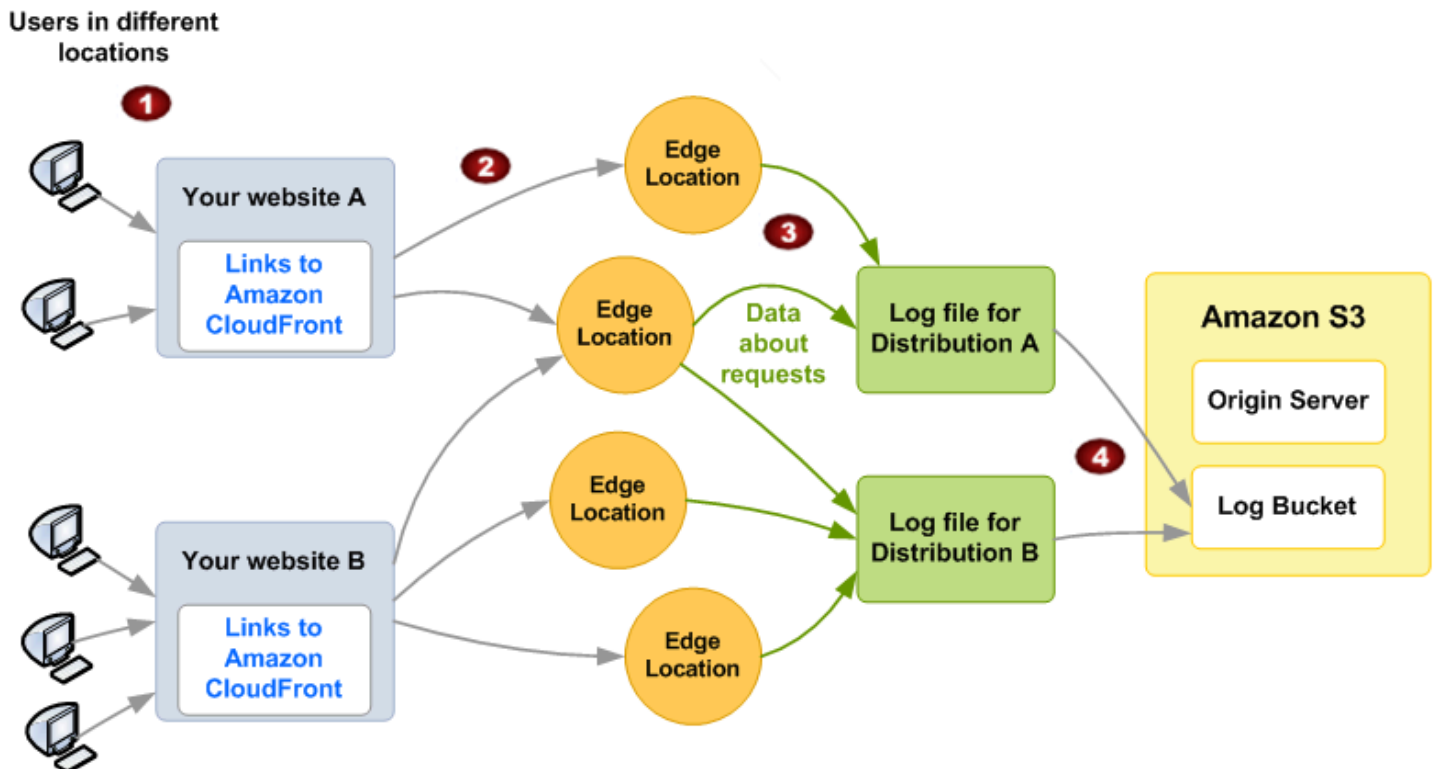 Users in different
locations
1
Your website A
Links to
Amazon
CloudFront
2
Edge
Location
3
Edge
Location
Data
about
requests
Log file for
Distribution A
Amazon S3
Origin Server
Log Bucket
4
Your website B
Links to
Amazon
CloudFront
Edge
Location
Edge
Location
Log file for
Distribution B